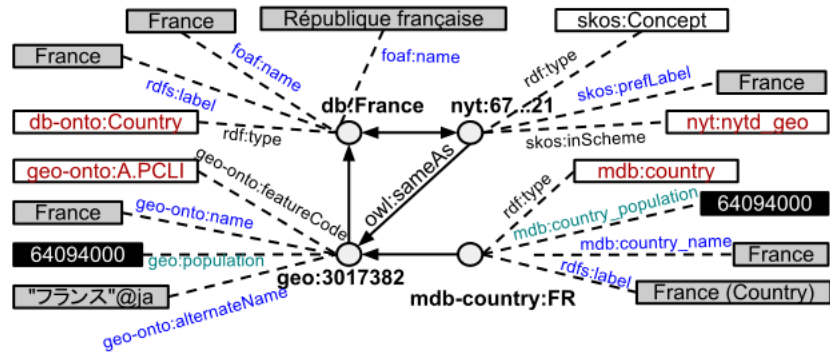 France
République française
skos:Concept
France
foaf:name
foaf:name
rdf:type
rdfs:label
skos:prefLabel
France
db:France
nyt:67...21
db-onto:Country
rdf:type
skos:inScheme
nyt:nytd_geo
geo-onto:A.PCLI
geo-onto:featureCode
owl:sameAs
rdf:type
mdb:country
France
geo-onto:name
mdb:country_population
64094000
64094000
geo:population
mdb:country_name
France
geo:3017382
rdfs:label
"フランス"@ja
geo-onto:alternateName
mdb-country:FR
France (Country)